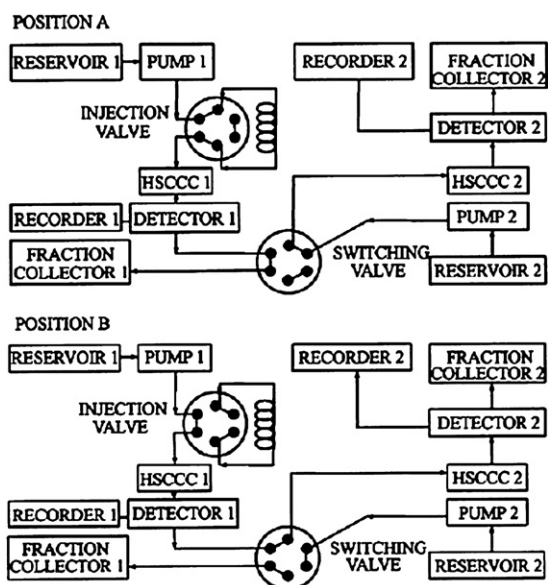 POSITION A
RESERVOIR 1
PUMP 1
RECORDER 2
FRACTION
COLLECTOR 2
INJECTION
VALVE
DETECTOR 2
HSCCC 1
HSCCC 2
RECORDER 1
DETECTOR 1
PUMP 2
FRACTION
COLLECTOR 1
SWITCHING
VALVE
RESERVOIR 2
POSITION B
RESERVOIR 1
PUMP 1
RECORDER 2
FRACTION
COLLECTOR 2
INJECTION
VALVE
DETECTOR 2
HSCCC 1
HSCCC 2
RECORDER 1
DETECTOR 1
PUMP 2
FRACTION
COLLECTOR 1
SWITCHING
VALVE
RESERVOIR 2